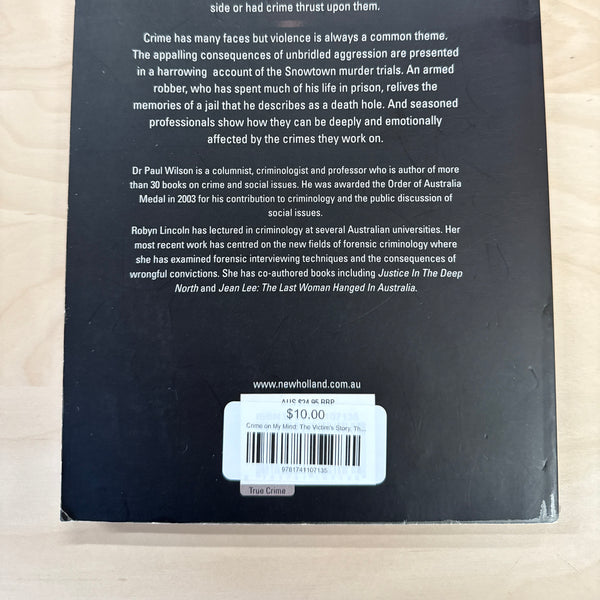 side or had crime thrust upon them.
Crime has many faces but violence is always a common theme.
The appalling consequences of unbridled aggression are presented
in a harrowing account of the Snowtown murder trials. An armed
robber, who has spent much of his life in prison, relives the
memories of a jail that he describes as a death hole. And seasoned
professionals show how they can be deeply and emotionally
affected by the crimes they work on.
Dr Paul Wilson is a columnist, criminologist and professor who is author of more
than 30 books on crime and social issues. He was awarded the Order of Australia
Medal in 2003 for his contribution to criminology and the public discussion of
social issues.
Robyn Lincoln has lectured in criminology at several Australian universities. Her
most recent work has centred on the new fields of forensic criminology where
she has examined forensic interviewing techniques and the consequences of
wrongful convictions. She has co-authored books including Justice In The Deep
North and Jean Lee: The Last Woman Hanged In Australia.
www.newholland.com.au
AUS $24.95 RRP
$10.00
Crime on My Mind: The Victim's Story, Th...
9781741107135
True Crime